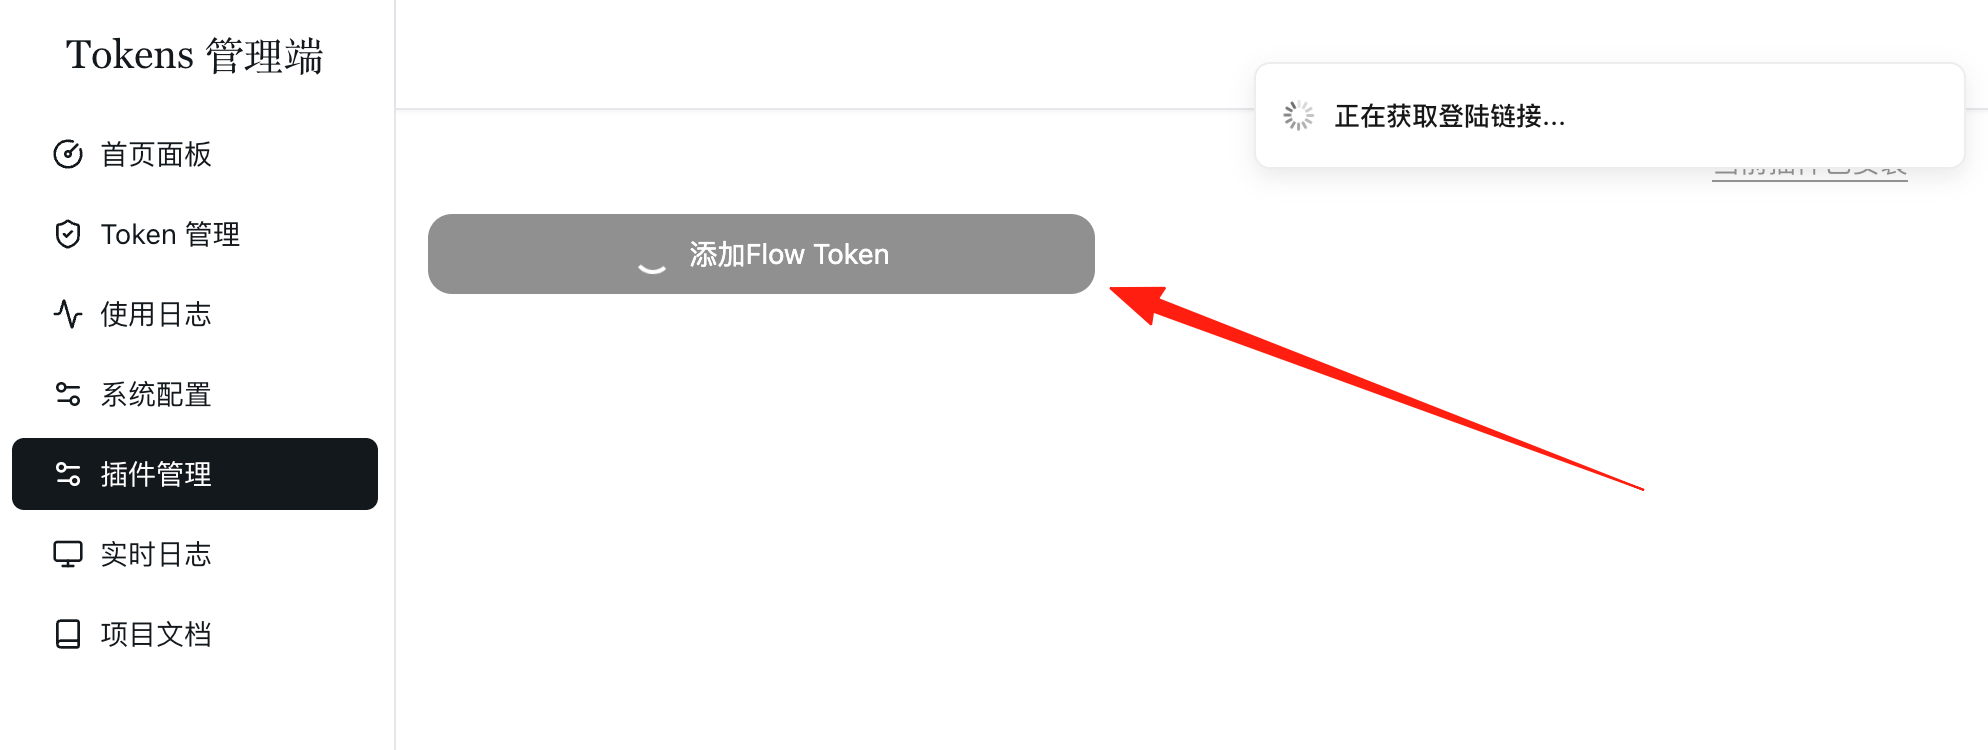 Tokens 管理端
首页面板
Token 管理
使用日志
系统配置
插件管理
实时日志
项目文档
正在获取登陆链接...
添加Flow Token